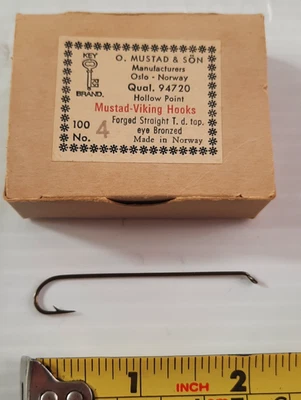 KEY
BRAND.
O. MUSTAD & SÖN
Manufacturers
Oslo - Norway
Qual. 94720
Hollow Point
Mustad-Viking Hooks
100
No.
4
Forged Straight T. d. top.
eye Bronzed
Made in Norway
1 INCH 2